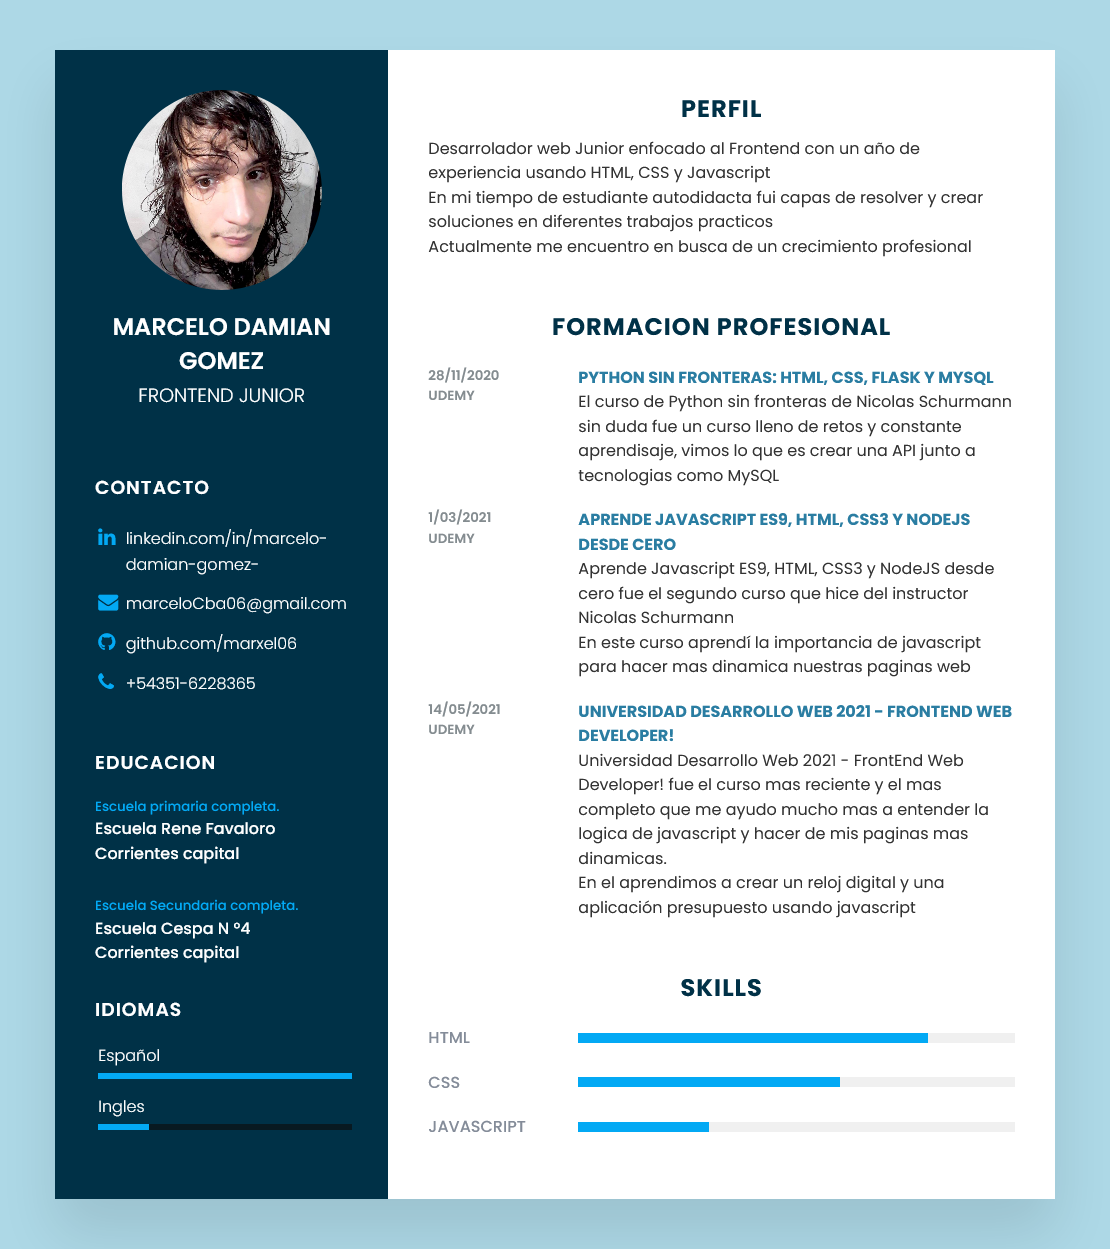 MARCELO DAMIAN
GOMEZ
FRONTEND JUNIOR
CONTACTO
linkedin.com/in/marcelo-
damian-gomez-
marceloCba06@gmail.com
github.com/marxel06
+54351-6228365
EDUCACION
Escuela primaria completa.
Escuela Rene Favaloro
Corrientes capital
Escuela Secundaria completa.
Escuela Cespa N °4
Corrientes capital
IDIOMAS
Español
Ingles
PERFIL
Desarrolador web Junior enfocado al Frontend con un año de
experiencia usando HTML, CSS y Javascript
En mi tiempo de estudiante autodidacta fui capas de resolver y crear
soluciones en diferentes trabajos practicos
Actualmente me encuentro en busca de un crecimiento profesional
FORMACION PROFESIONAL
28/11/2020
UDEMY
PYTHON SIN FRONTERAS: HTML, CSS, FLASK Y MYSQL
El curso de Python sin fronteras de Nicolas Schurmann
sin duda fue un curso lleno de retos y constante
aprendisaje, vimos lo que es crear una API junto a
tecnologias como MySQL
1/03/2021
UDEMY
APRENDE JAVASCRIPT ES9, HTML, CSS3 Y NODEJS
DESDE CERO
Aprende Javascript ES9, HTML, CSS3 y NodeJS desde
cero fue el segundo curso que hice del instructor
Nicolas Schurmann
En este curso aprendí la importancia de javascript
para hacer mas dinamica nuestras paginas web
14/05/2021
UDEMY
UNIVERSIDAD DESARROLLO WEB 2021 - FRONTEND WEB
DEVELOPER!
Universidad Desarrollo Web 2021 - FrontEnd Web
Developer! fue el curso mas reciente y el mas
completo que me ayudo mucho mas a entender la
logica de javascript y hacer de mis paginas mas
dinamicas.
En el aprendimos a crear un reloj digital y una
aplicación presupuesto usando javascript
SKILLS
HTML
CSS
JAVASCRIPT